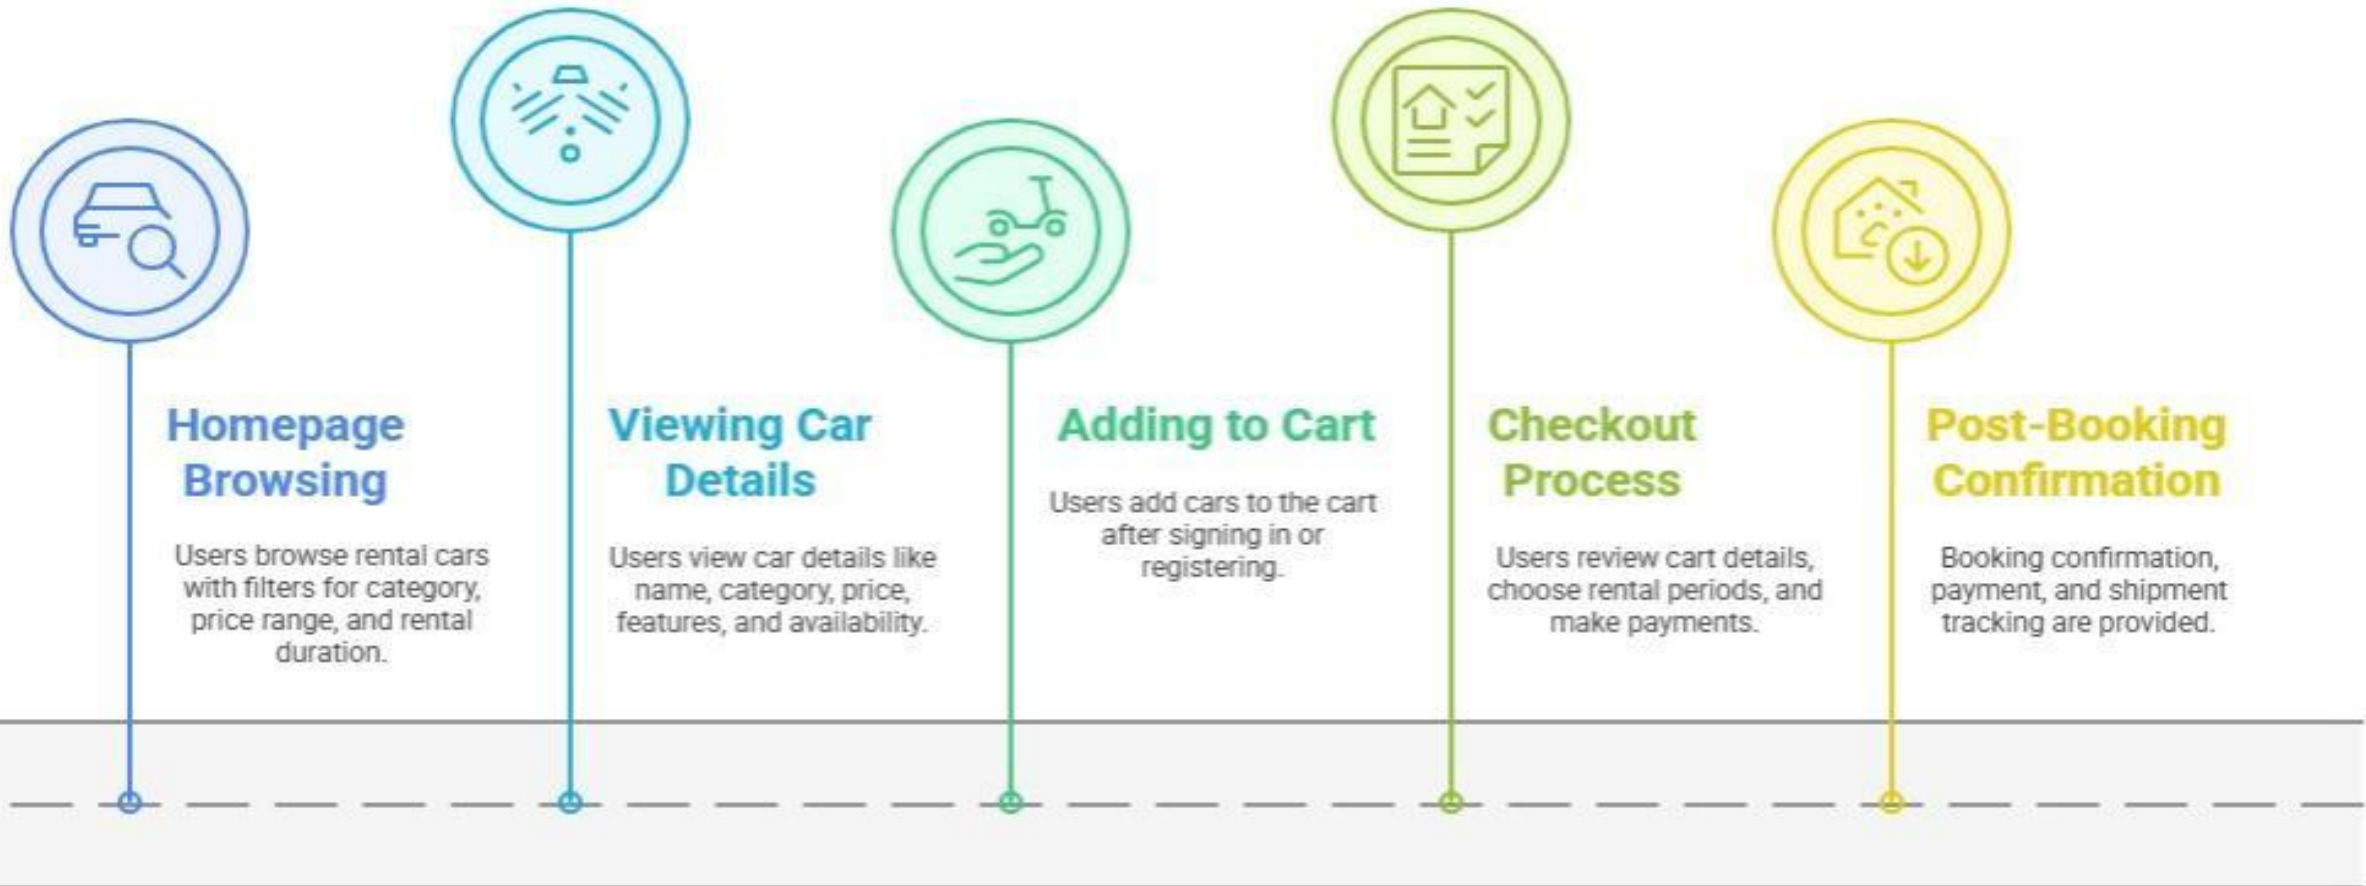 Homepage
Browsing
Users browse rental cars
with filters for category,
price range, and rental
duration.
Viewing Car
Details
Users view car details like
name, category, price,
features, and availability.
Adding to Cart
Users add cars to the cart
after signing in or
registering.
Checkout
Process
Users review cart details,
choose rental periods, and
make payments.
Post-Booking
Confirmation
Booking confirmation,
payment, and shipment
tracking are provided.